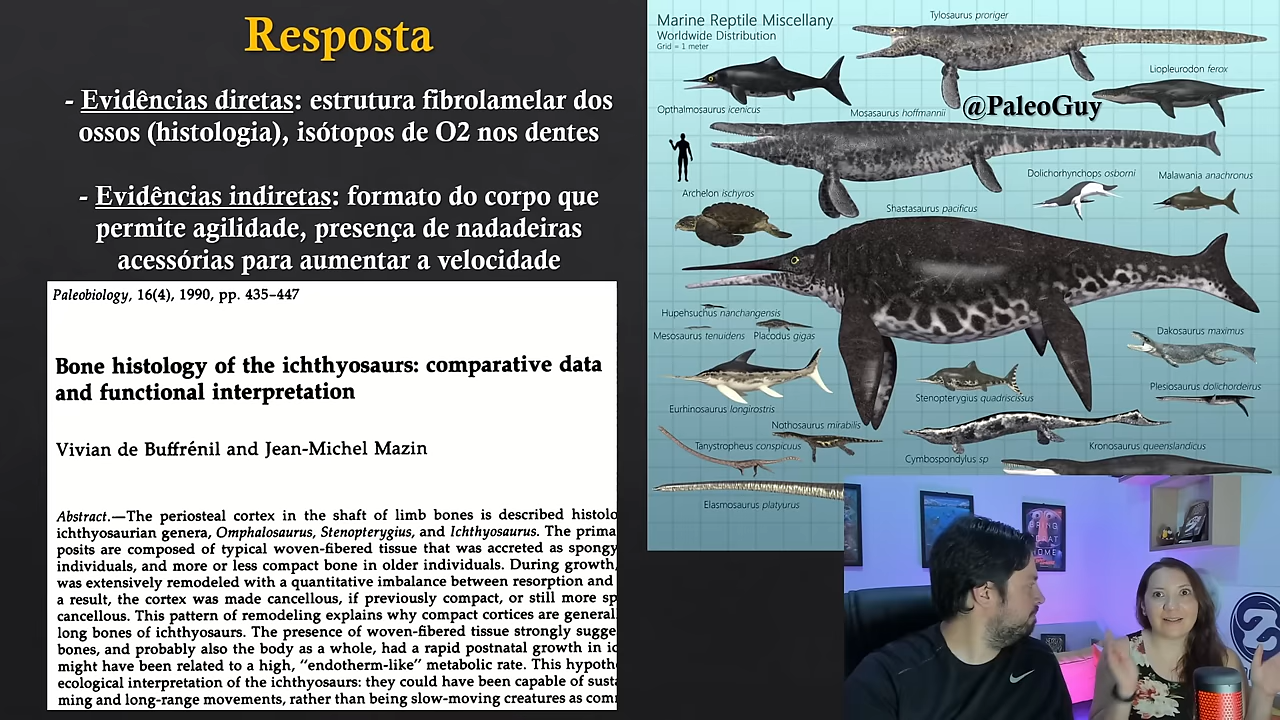 Resposta
- Evidências diretas: estrutura fibrolamelar dos
ossos (histologia), isótopos de O2 nos dentes
- Evidências indiretas: formato do corpo que
permite agilidade, presença de nadadeiras
acessórias para aumentar a velocidade
Paleobiology, 16(4), 1990, pp. 435–447
Bone histology of the ichthyosaurs: comparative data
and functional interpretation
Vivian de Buffrénil and Jean-Michel Mazin
Abstract.—The periosteal cortex in the shaft of limb bones is described histolo
ichthyosaurian genera, Omphalosaurus, Stenopterygius, and Ichthyosaurus. The prima
posits are composed of typical woven-fibered tissue that was accreted as spongy
individuals, and more or less compact bone in older individuals. During growth,
was extensively remodeled with a quantitative imbalance between resorption and
a result, the cortex was made cancellous, if previously compact, or still more sp
cancellous. This pattern of remodeling explains why compact cortices are general
long bones of ichthyosaurs. The presence of woven-fibered tissue strongly sugge
bones, and probably also the body as a whole, had a rapid postnatal growth in ic
might have been related to a high, “endotherm-like” metabolic rate. This hypoth
ecological interpretation of the ichthyosaurs: they could have been capable of susta
ming and long-range movements, rather than being slow-moving creatures as com
Marine Reptile Miscellany
Worldwide Distribution
Grid = 1 meter
Tylosaurus proriger
Liopleurodon ferox
Opthalmosaurus icenicus
Mosasaurus hoffmannii
@PaleoGuy
Dolichorhynchops osborni
Malawania anachronus
Archelon ischyros
Shastasaurus pacificus
Hupehsuchus nanchangensis
Mesosaurus tenuidens
Placodus gigas
Dakosaurus maximus
Plesiosaurus dolichordeirus
Stenopterygius quadriscissus
Eurhinosaurus longirostris
Nothosaurus mirabilis
Tanystropheus conspicuus
Kronosaurus queenslandicus
Cymbospondylus sp
Elasmosaurus platyurus